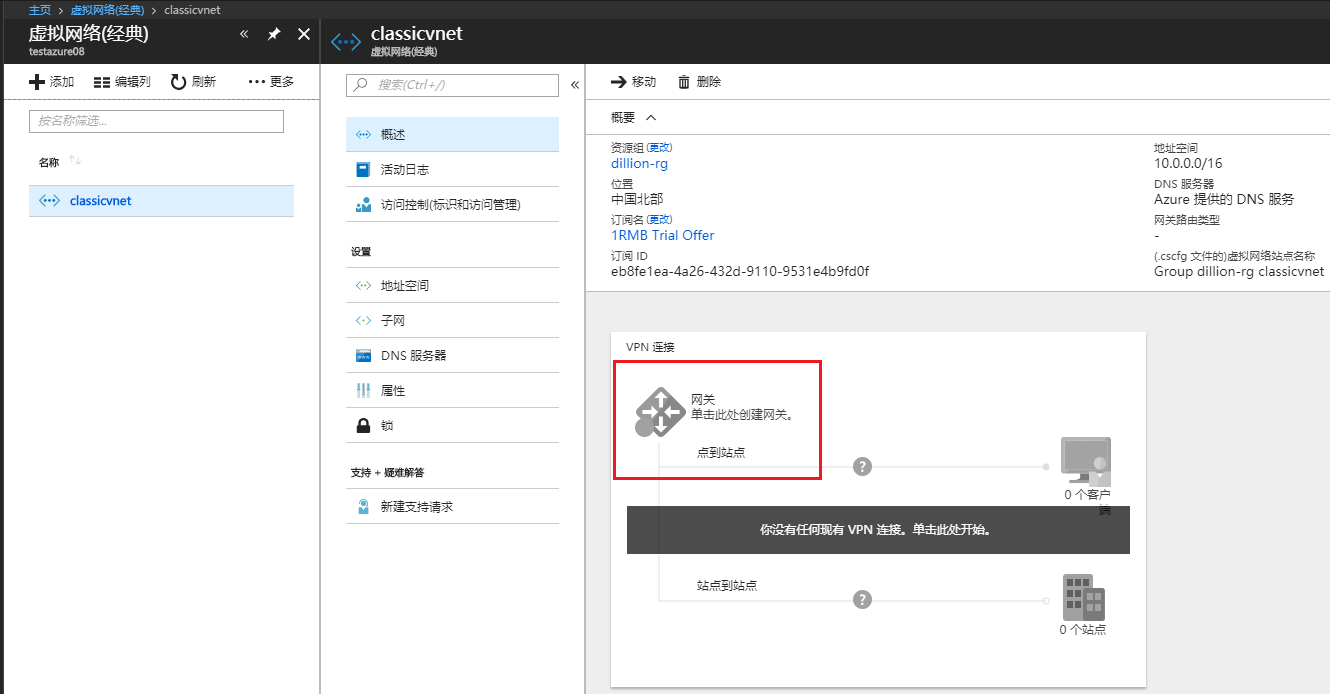 主页 > 虚拟网络(经典) > classicvnet
虚拟网络(经典)
testazure08
添加
编辑列
刷新
更多
按名称筛选...
名称
classicvnet
classicvnet
虚拟网络(经典)
搜索(Ctrl+/)
概述
活动日志
访问控制(标识和访问管理)
设置
地址空间
子网
DNS 服务器
属性
锁
支持 + 疑难解答
新建支持请求
移动
删除
概要
资源组(更改)
dillion-rg
位置
中国北部
订阅名(更改)
1RMB Trial Offer
订阅 ID
eb8fe1ea-4a26-432d-9110-9531e4b9fd0f
地址空间
10.0.0.0/16
DNS 服务器
Azure 提供的 DNS 服务
网关路由类型
-
(.cscfg 文件的)虚拟网络站点名称
Group dillion-rg classicvnet
VPN 连接
网关
单击此处创建网关。
点到站点
?
0 个客户
端
你没有任何现有 VPN 连接。单击此处开始。
站点到站点
?
0 个站点